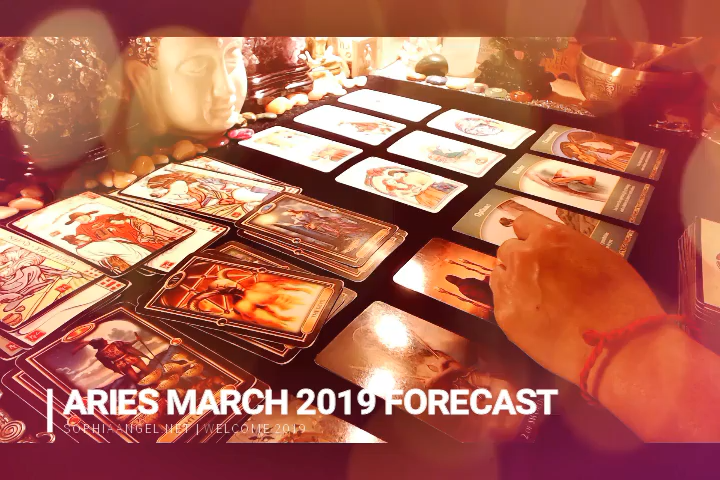 ARIES MARCH 2019 FORECAST
SOPHIAANGEL.NET | WELCOME 2019